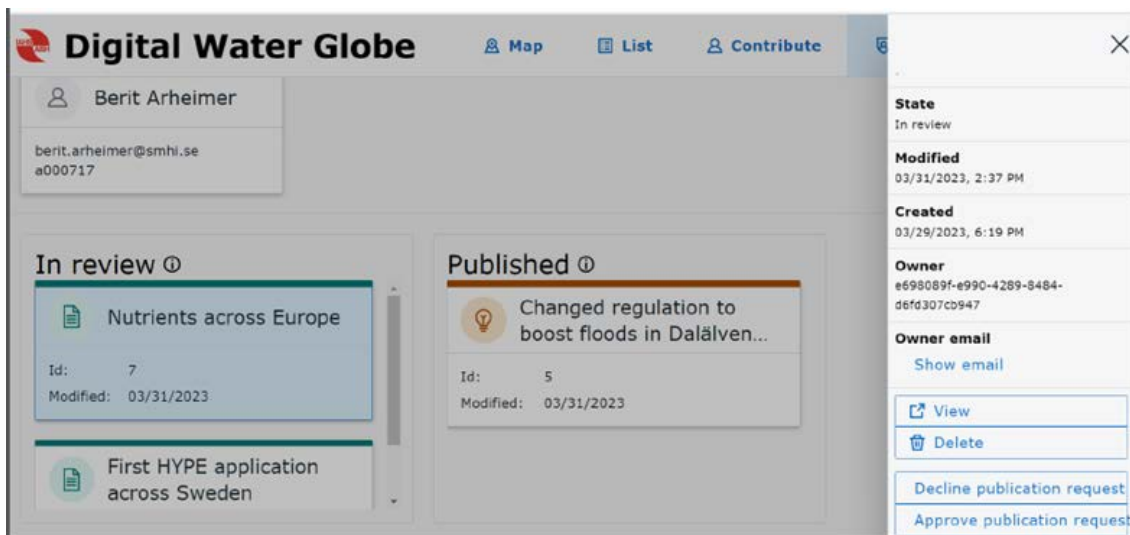 Digital Water Globe
Map
List
Contribute
Berit Arheimer
berit.arheimer@smhi.se
a000717
In review
Nutrients across Europe
Id: 7
Modified: 03/31/2023
First HYPE application
across Sweden
Published
Changed regulation to
boost floods in Dalälven...
Id: 5
Modified: 03/31/2023
State
In review
Modified
03/31/2023, 2:37 PM
Created
03/29/2023, 6:19 PM
Owner
e698089f-e990-4289-8484-
d6fd307cb947
Owner email
Show email
View
Delete
Decline publication request
Approve publication request